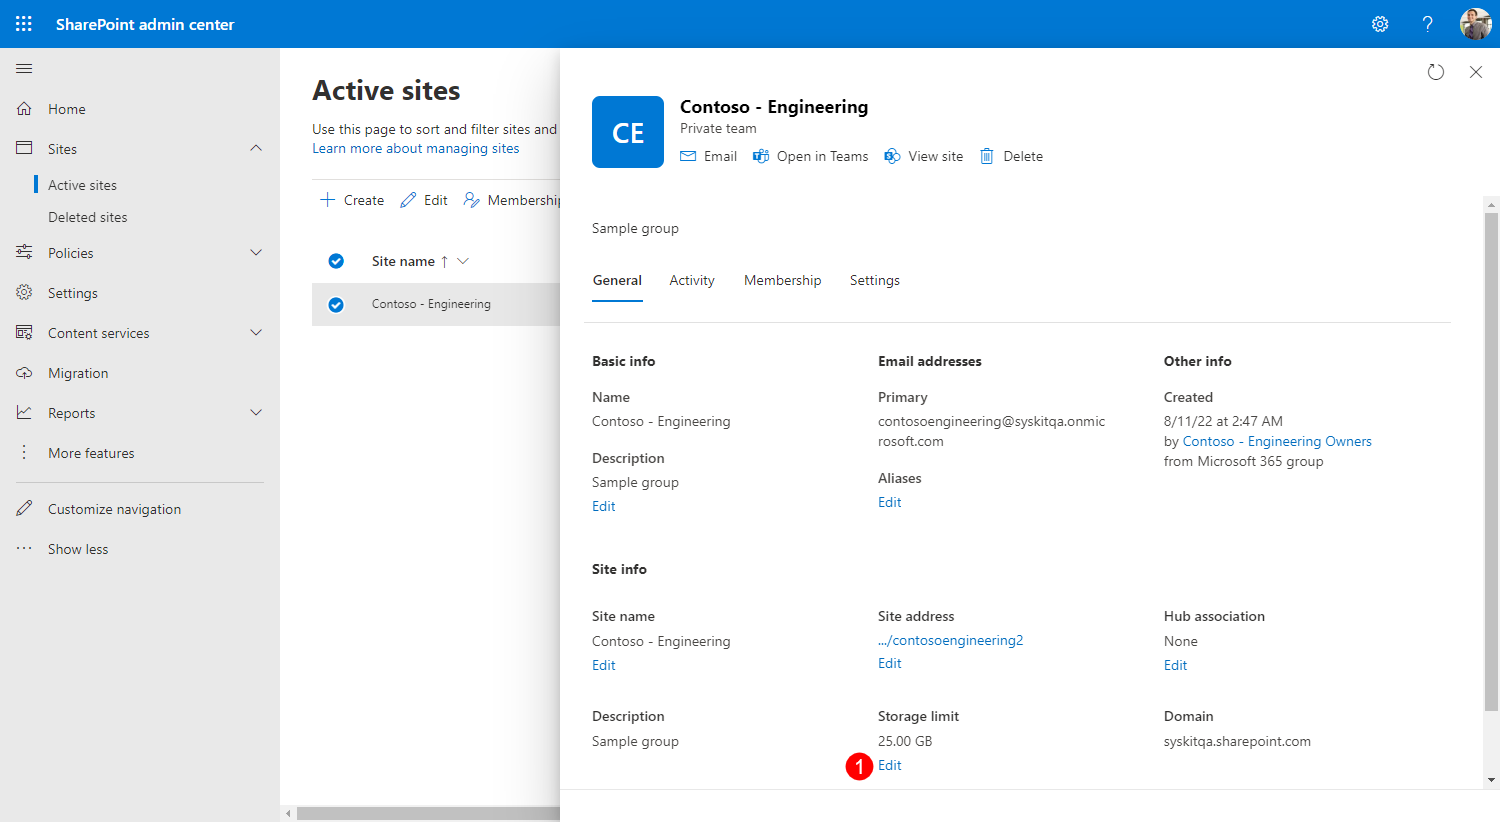 SharePoint admin center
Home
Sites
Active sites
Deleted sites
Policies
Settings
Content services
Migration
Reports
More features
Customize navigation
Show less
Active sites
Use this page to sort and filter sites and
Learn more about managing sites
Create
Edit
Membership
Site name
Contoso - Engineering
CE
Contoso - Engineering
Private team
Email
Open in Teams
View site
Delete
Sample group
General
Activity
Membership
Settings
Basic info
Name
Contoso - Engineering
Description
Sample group
Edit
Email addresses
Primary
contosoengineering@syskitqa.onmic
rosoft.com
Aliases
Edit
Other info
Created
8/11/22 at 2:47 AM
by Contoso - Engineering Owners
from Microsoft 365 group
Site info
Site name
Contoso - Engineering
Edit
Site address
.../contosoengineering2
Edit
Hub association
None
Edit
Description
Sample group
Storage limit
25.00 GB
1 Edit
Domain
syskitqa.sharepoint.com